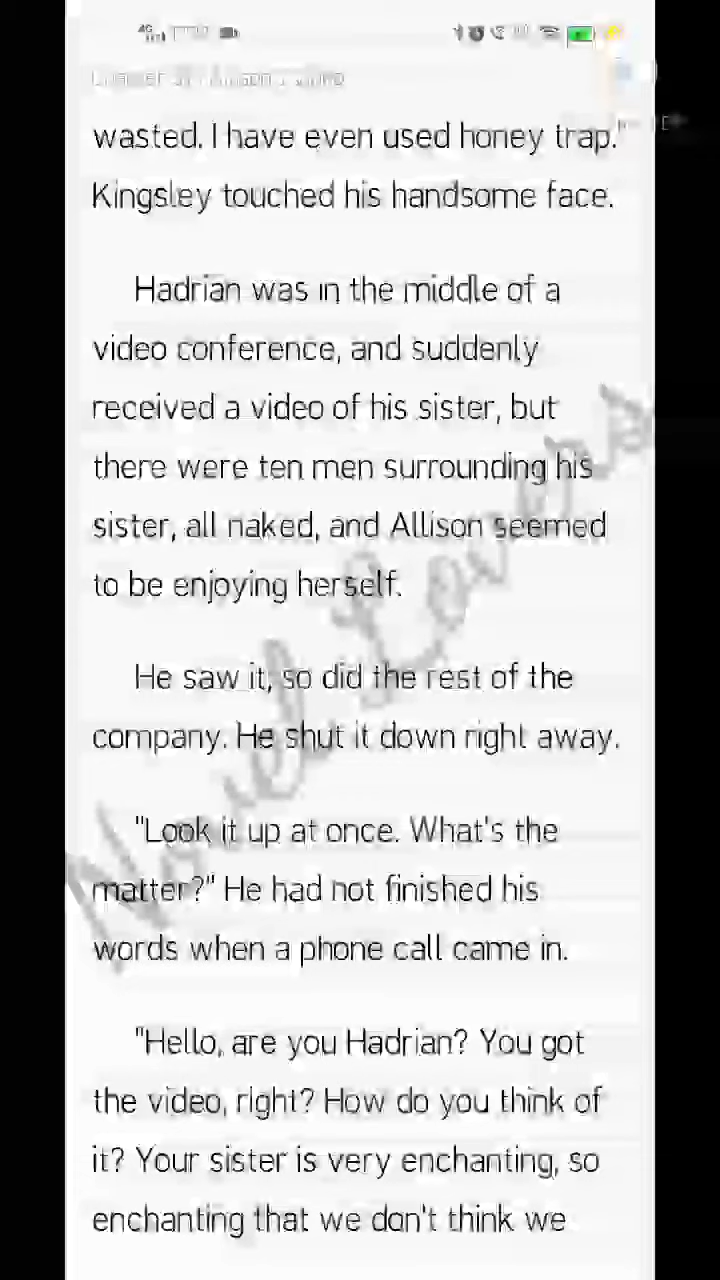 4G
wasted. I have even used honey trap."
Kingsley touched his handsome face.
Hadrian was in the middle of a
video conference, and suddenly
received a video of his sister, but
there were ten men surrounding his
sister, all naked, and Allison seemed
to be enjoying herself.
He saw it, so did the rest of the
company. He shut it down right away.
"Look it up at once. What's the
matter?" He had not finished his
words when a phone call came in.
"Hello, are you Hadrian? You got
the video, right? How do you think of
it? Your sister is very enchanting, so
enchanting that we don't think we
Novel Lovers